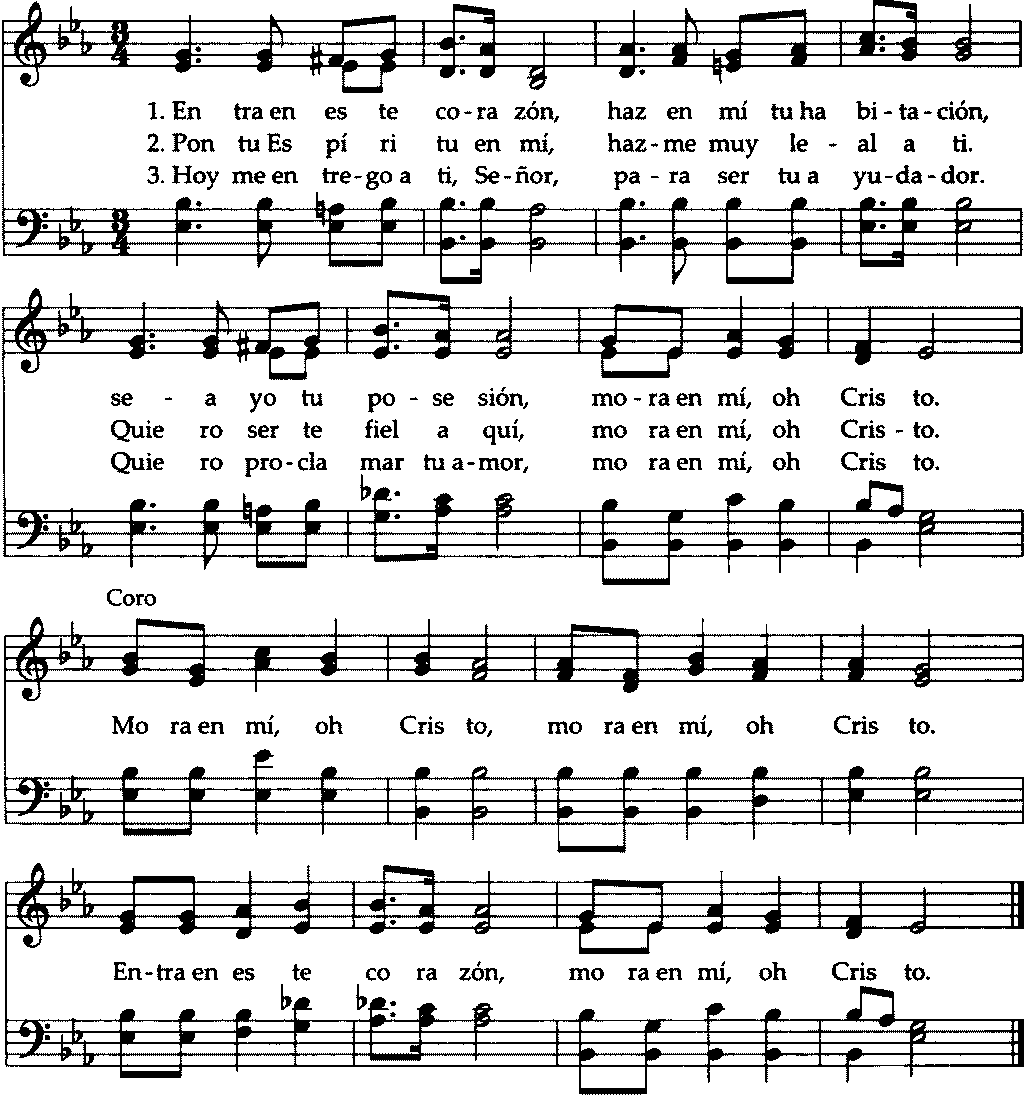 1. En tra en es te co-ra zón, haz en mí tu ha bi-ta-ción,
2. Pon tu Es pí ri tu en mí, haz-me muy le - al a ti.
3. Hoy me en tre-go a ti, Se-ñor, pa-ra ser tu a yu-da-dor.
se - a yo tu po-se sión, mo-ra en mí, oh Cris to.
Quie ro ser te fiel a quí, mo ra en mí, oh Cris-to.
Quie ro pro-cla mar tu a-mor, mo ra en mí, oh Cris to.
Coro
Mo ra en mí, oh Cris to, mo ra en mí, oh Cris to.
En-tra en es te co ra zón, mo ra en mí, oh Cris to.